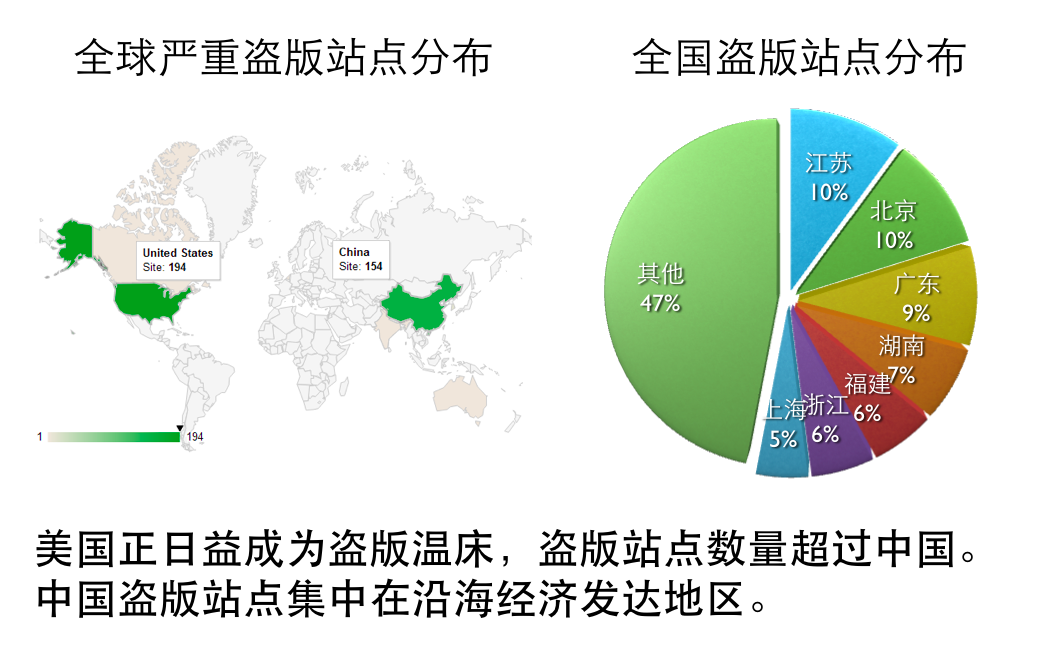 全球严重盗版站点分布
全国盗版站点分布
United States
Site: 194
China
Site: 154
1
194
江苏
10%
北京
10%
广东
9%
湖南
7%
福建
6%
浙江
6%
上海
5%
其他
47%
美国正日益成为盗版温床，盗版站点数量超过中国。
中国盗版站点集中在沿海经济发达地区。